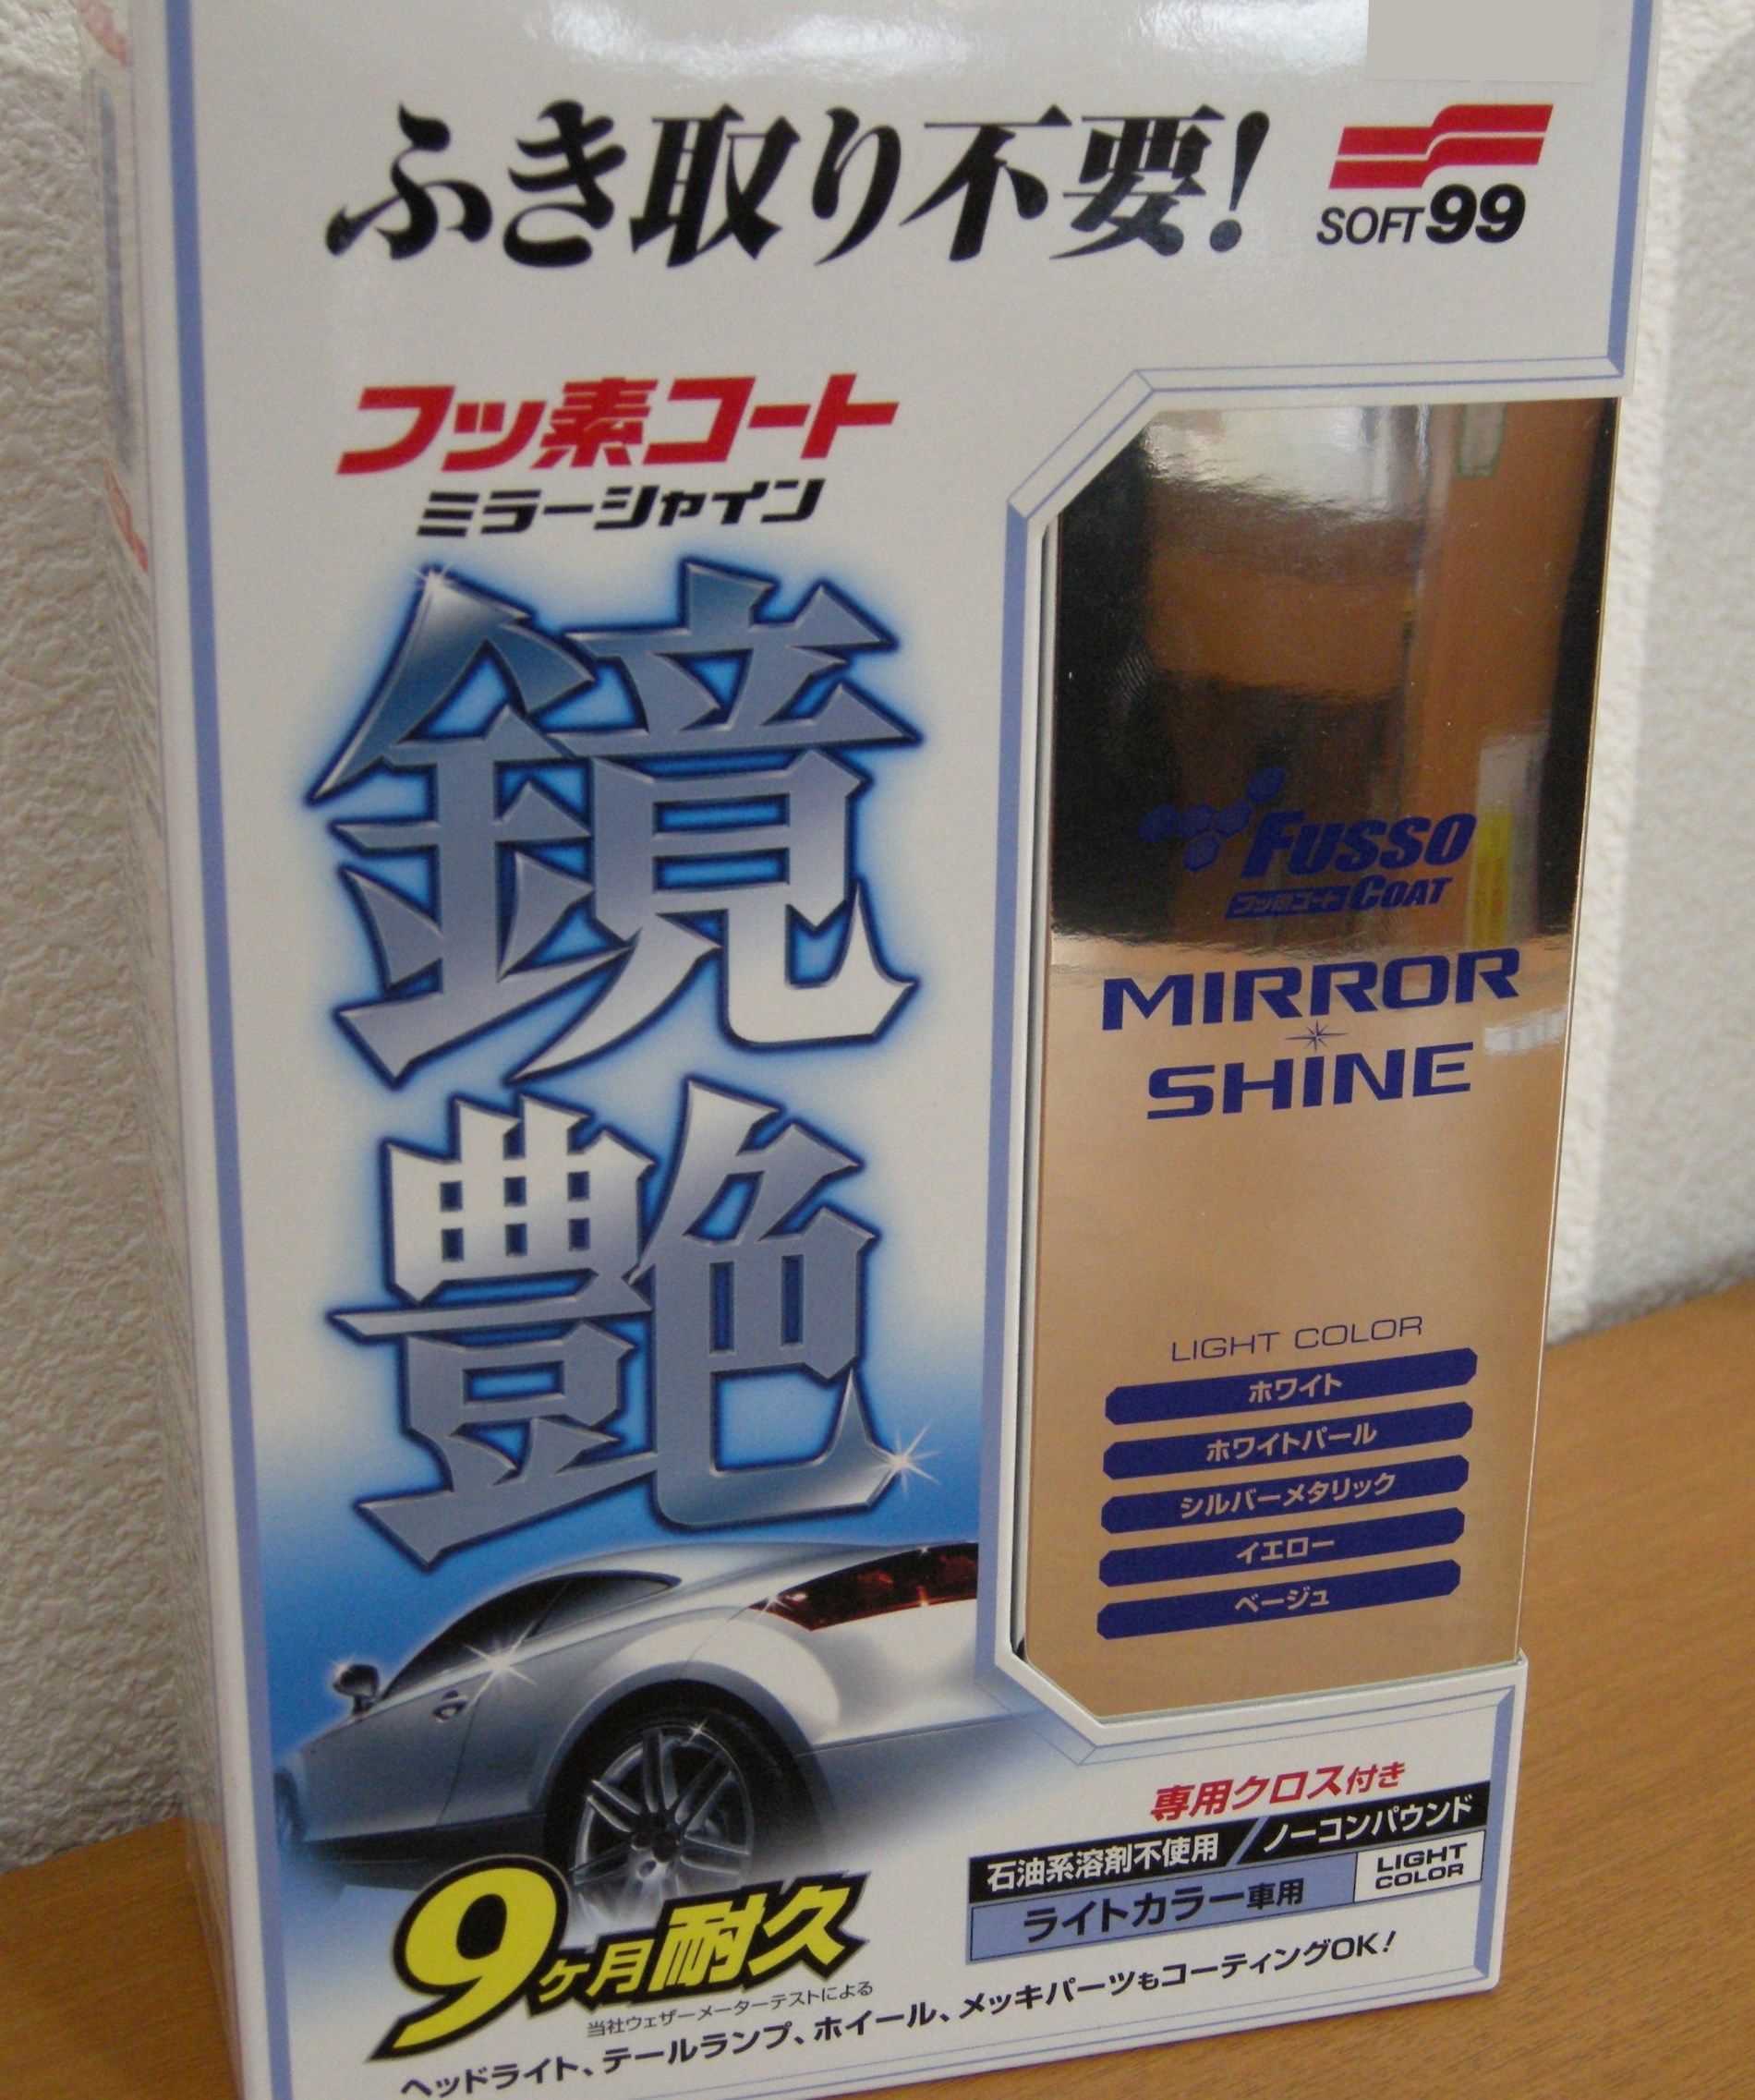 ふき取り不要!
SOFT99
フッ素コート
ミラーシャイン
鏡
艶
FUSSO
フッ素コート COAT
MIRROR
SHINE
LIGHT COLOR
ホワイト
ホワイトパール
シルバーメタリック
イエロー
ベージュ
専用クロス付き
石油系溶剤不使用/ノーコンパウンド
ライトカラー車用
LIGHT
COLOR
9ヶ月耐久
当社ウェザーメーターテストによる
ヘッドライト、テールランプ、ホイール、メッキパーツもコーティングOK!